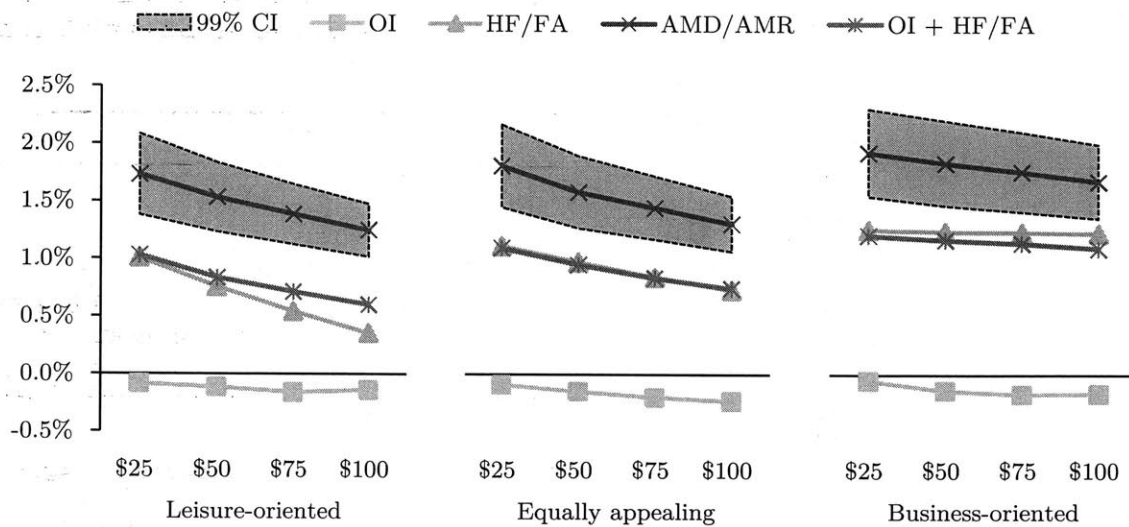 99% CI OI HF/FA AMD/AMR OI + HF/FA
2.5%
2.0%
1.5%
1.0%
0.5%
0.0%
-0.5%
$25 $50 $75 $100 $25 $50 $75 $100 $25 $50 $75 $100
Leisure-oriented Equally appealing Business-oriented